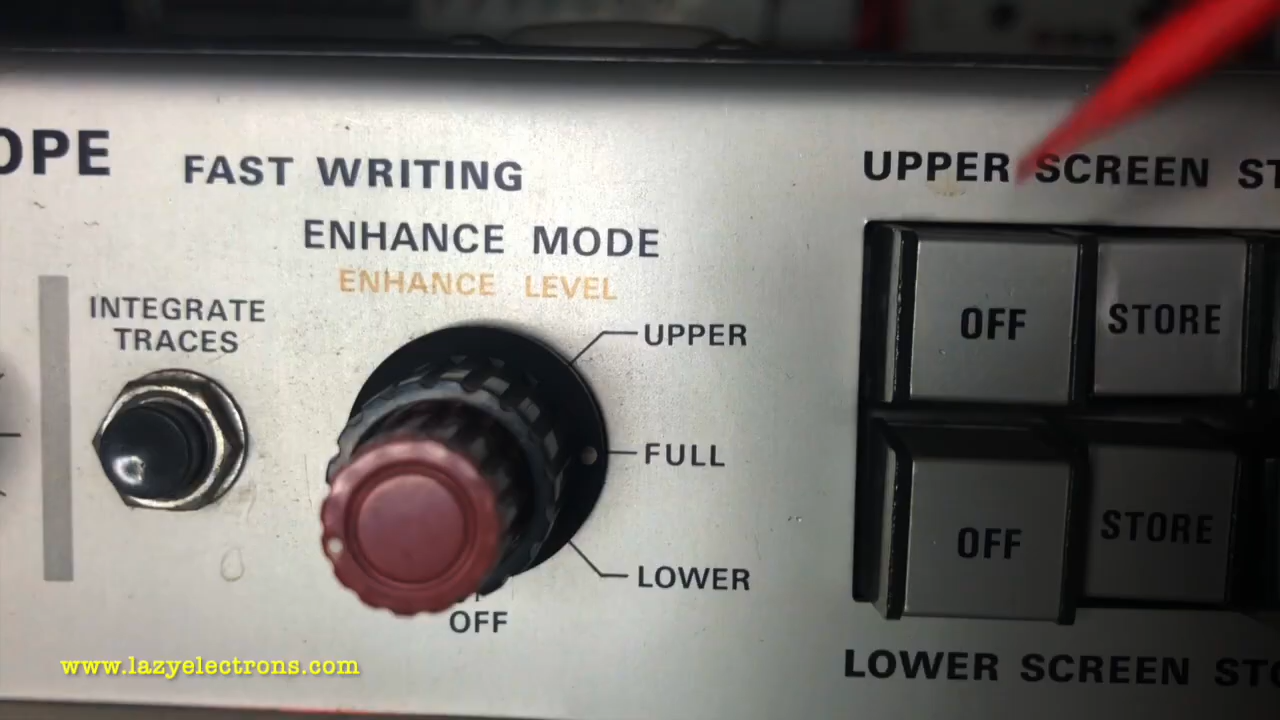 OPE
FAST WRITING
ENHANCE MODE
ENHANCE LEVEL
INTEGRATE
TRACES
UPPER
FULL
LOWER
OFF
UPPER SCREEN ST
OFF STORE
OFF STORE
LOWER SCREEN STO
www.lazyelectrons.com